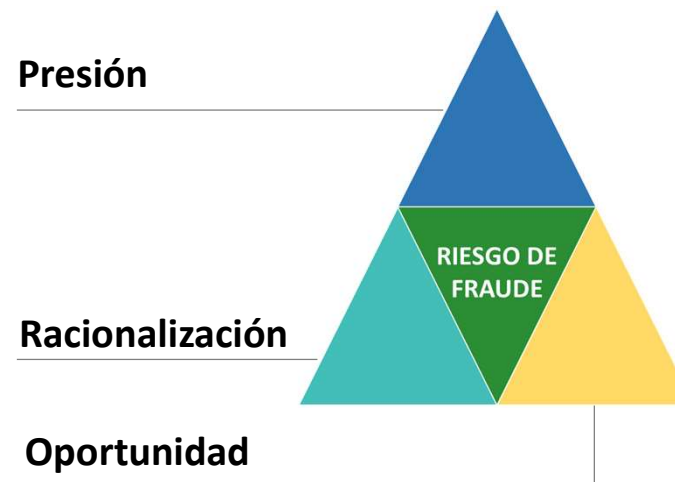 Presión
RIESGO DE
FRAUDE
Racionalización
Oportunidad